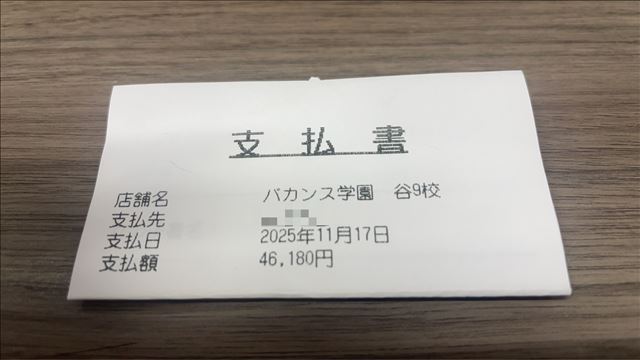 支払書
店舗名 バカンス学園 谷9校
支払先
支払日 2025年11月17日
支払額 46,180円